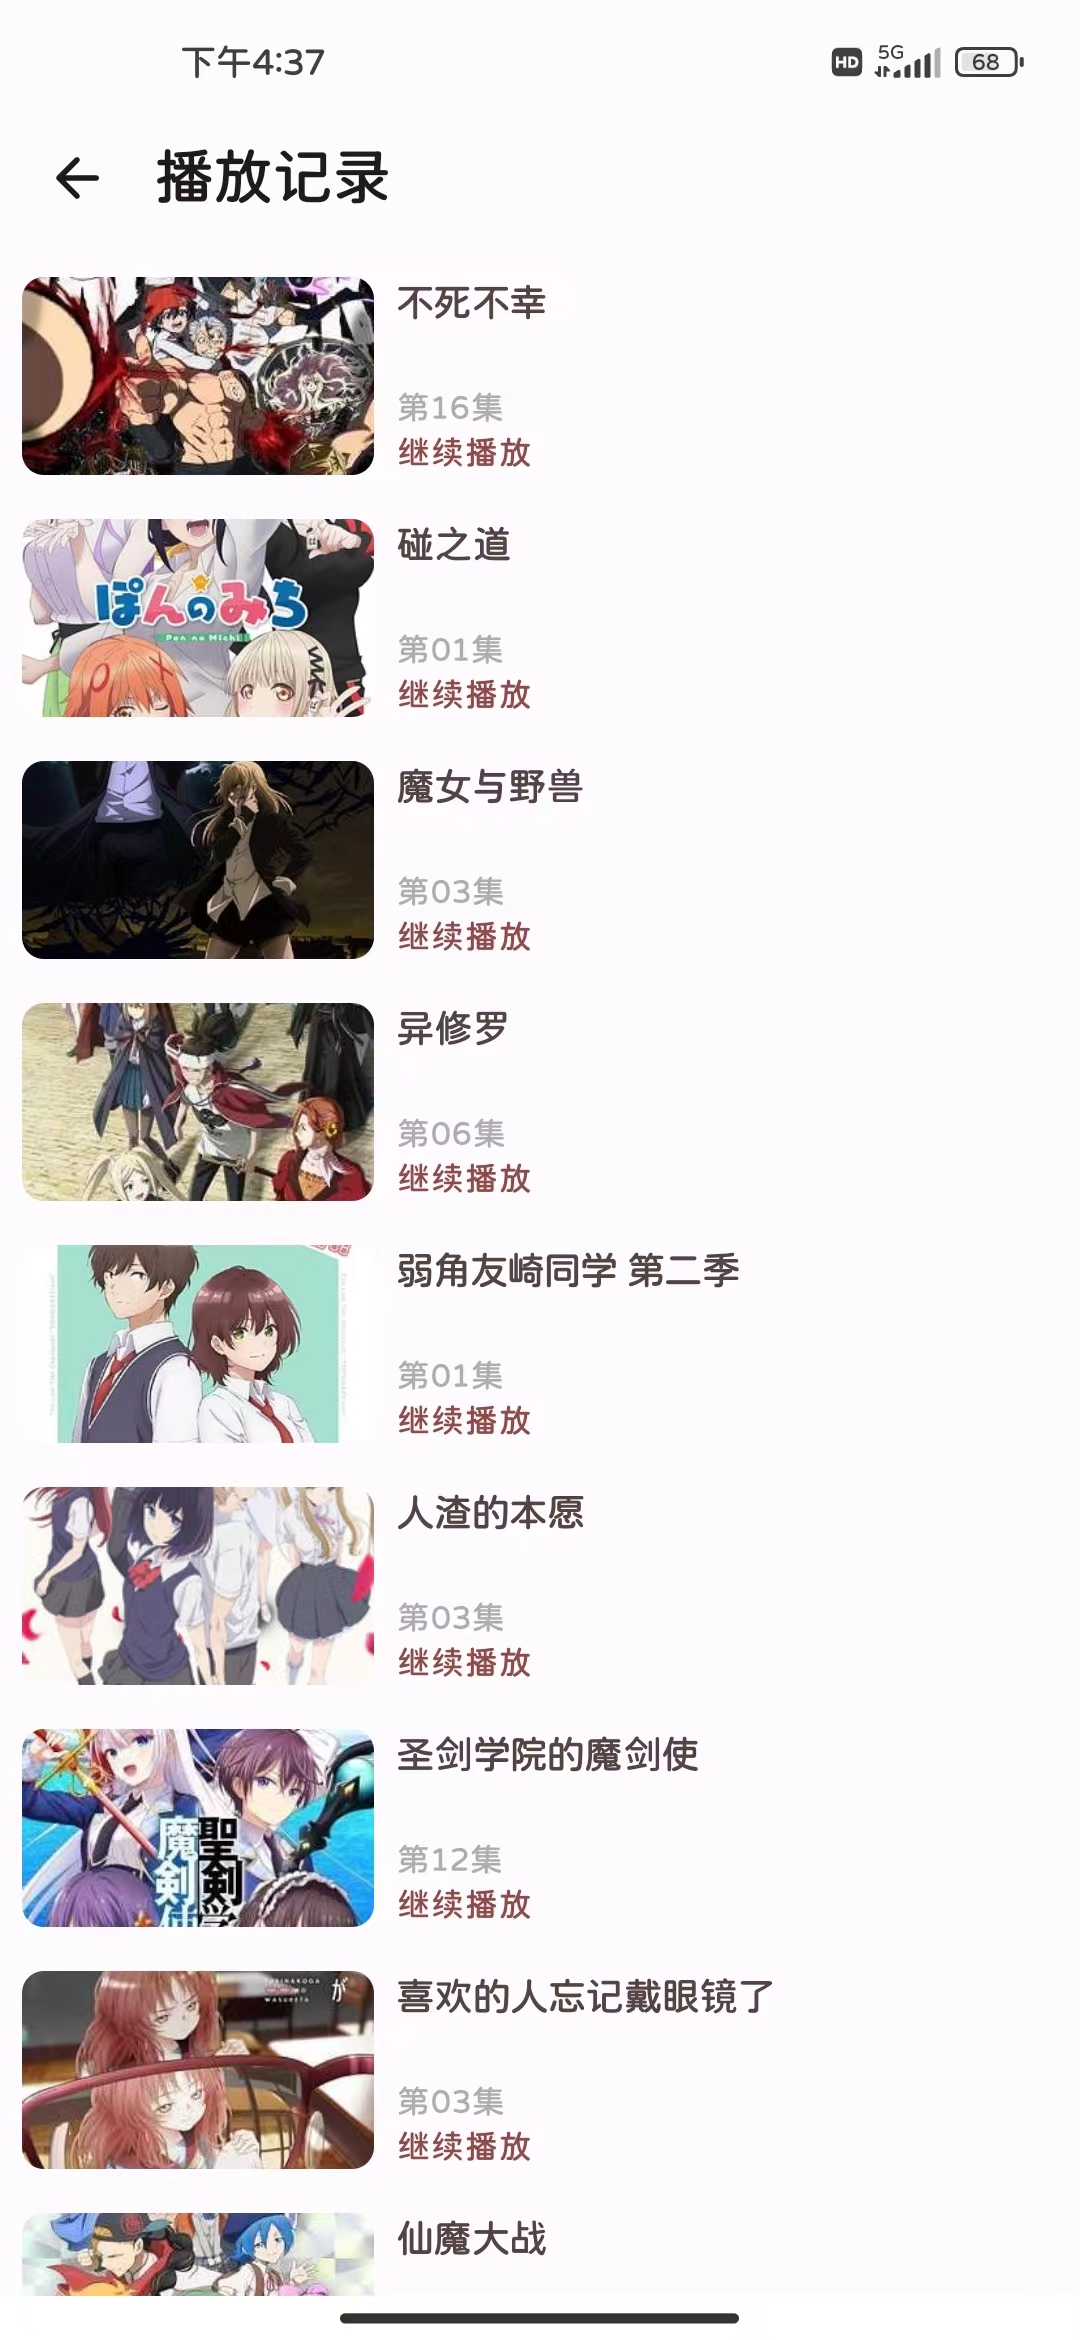 下午4:37
HD 5G 68
播放记录
不死不幸
第16集
继续播放
ぽんのみち
Pon no Michi
碰之道
第01集
继续播放
魔女与野兽
第03集
继续播放
异修罗
第06集
继续播放
弱角友崎同学 第二季
第01集
继续播放
人渣的本愿
第03集
继续播放
聖剣学
魔剣使
圣剑学院的魔剑使
第12集
继续播放
が
喜欢的人忘记戴眼镜了
第03集
继续播放
仙魔大战